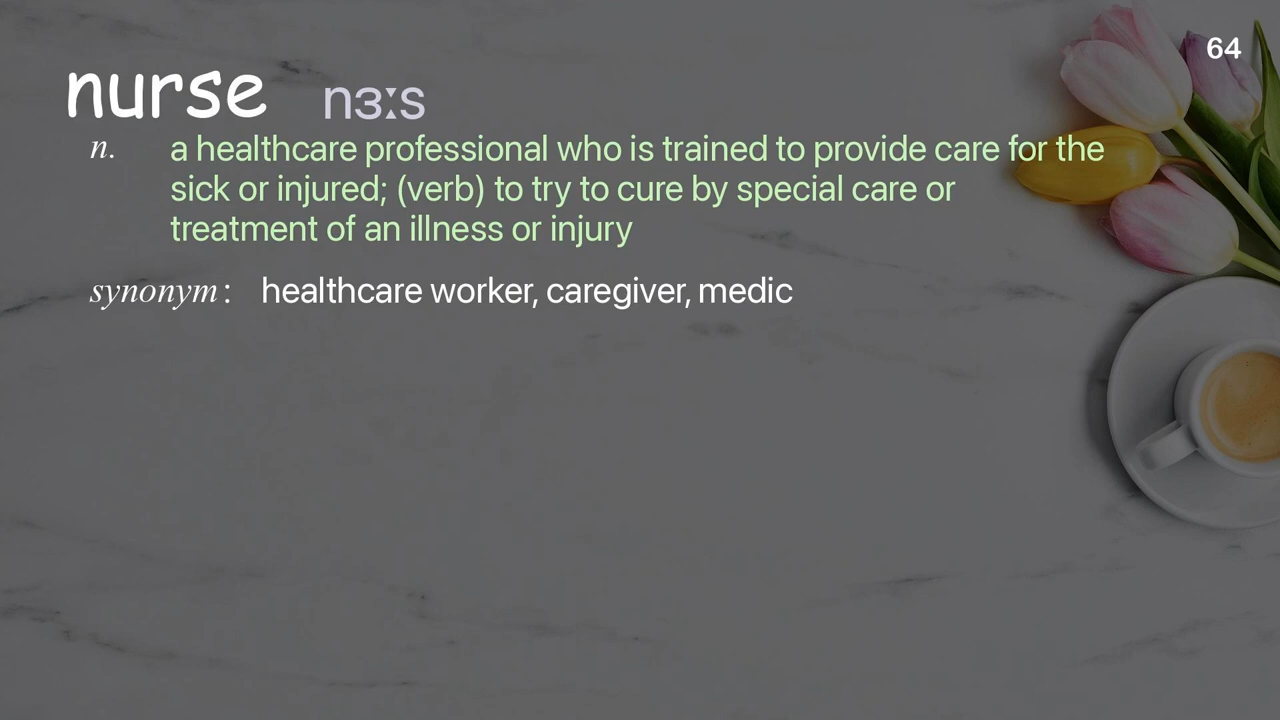 64
nurse nɜːs
n. a healthcare professional who is trained to provide care for the
sick or injured; (verb) to try to cure by special care or
treatment of an illness or injury
synonym: healthcare worker, caregiver, medic